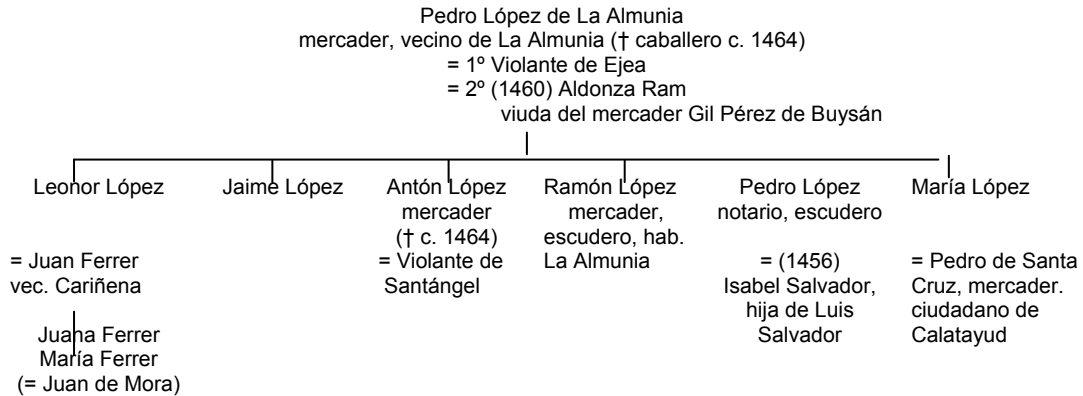 Pedro López de La Almunia
mercader, vecino de La Almunia († caballero c. 1464)
= 1º Violante de Ejea
= 2º (1460) Aldonza Ram
viuda del mercader Gil Pérez de Buysán
Leonor López
= Juan Ferrer
vec. Cariñena
Juana Ferrer
María Ferrer
(= Juan de Mora)
Jaime López
Antón López
mercader
(† c. 1464)
= Violante de
Santángel
Ramón López
mercader,
escudero, hab.
La Almunia
Pedro López
notario, escudero
= (1456)
Isabel Salvador,
hija de Luis
Salvador
María López
= Pedro de Santa
Cruz, mercader.
ciudadano de
Calatayud